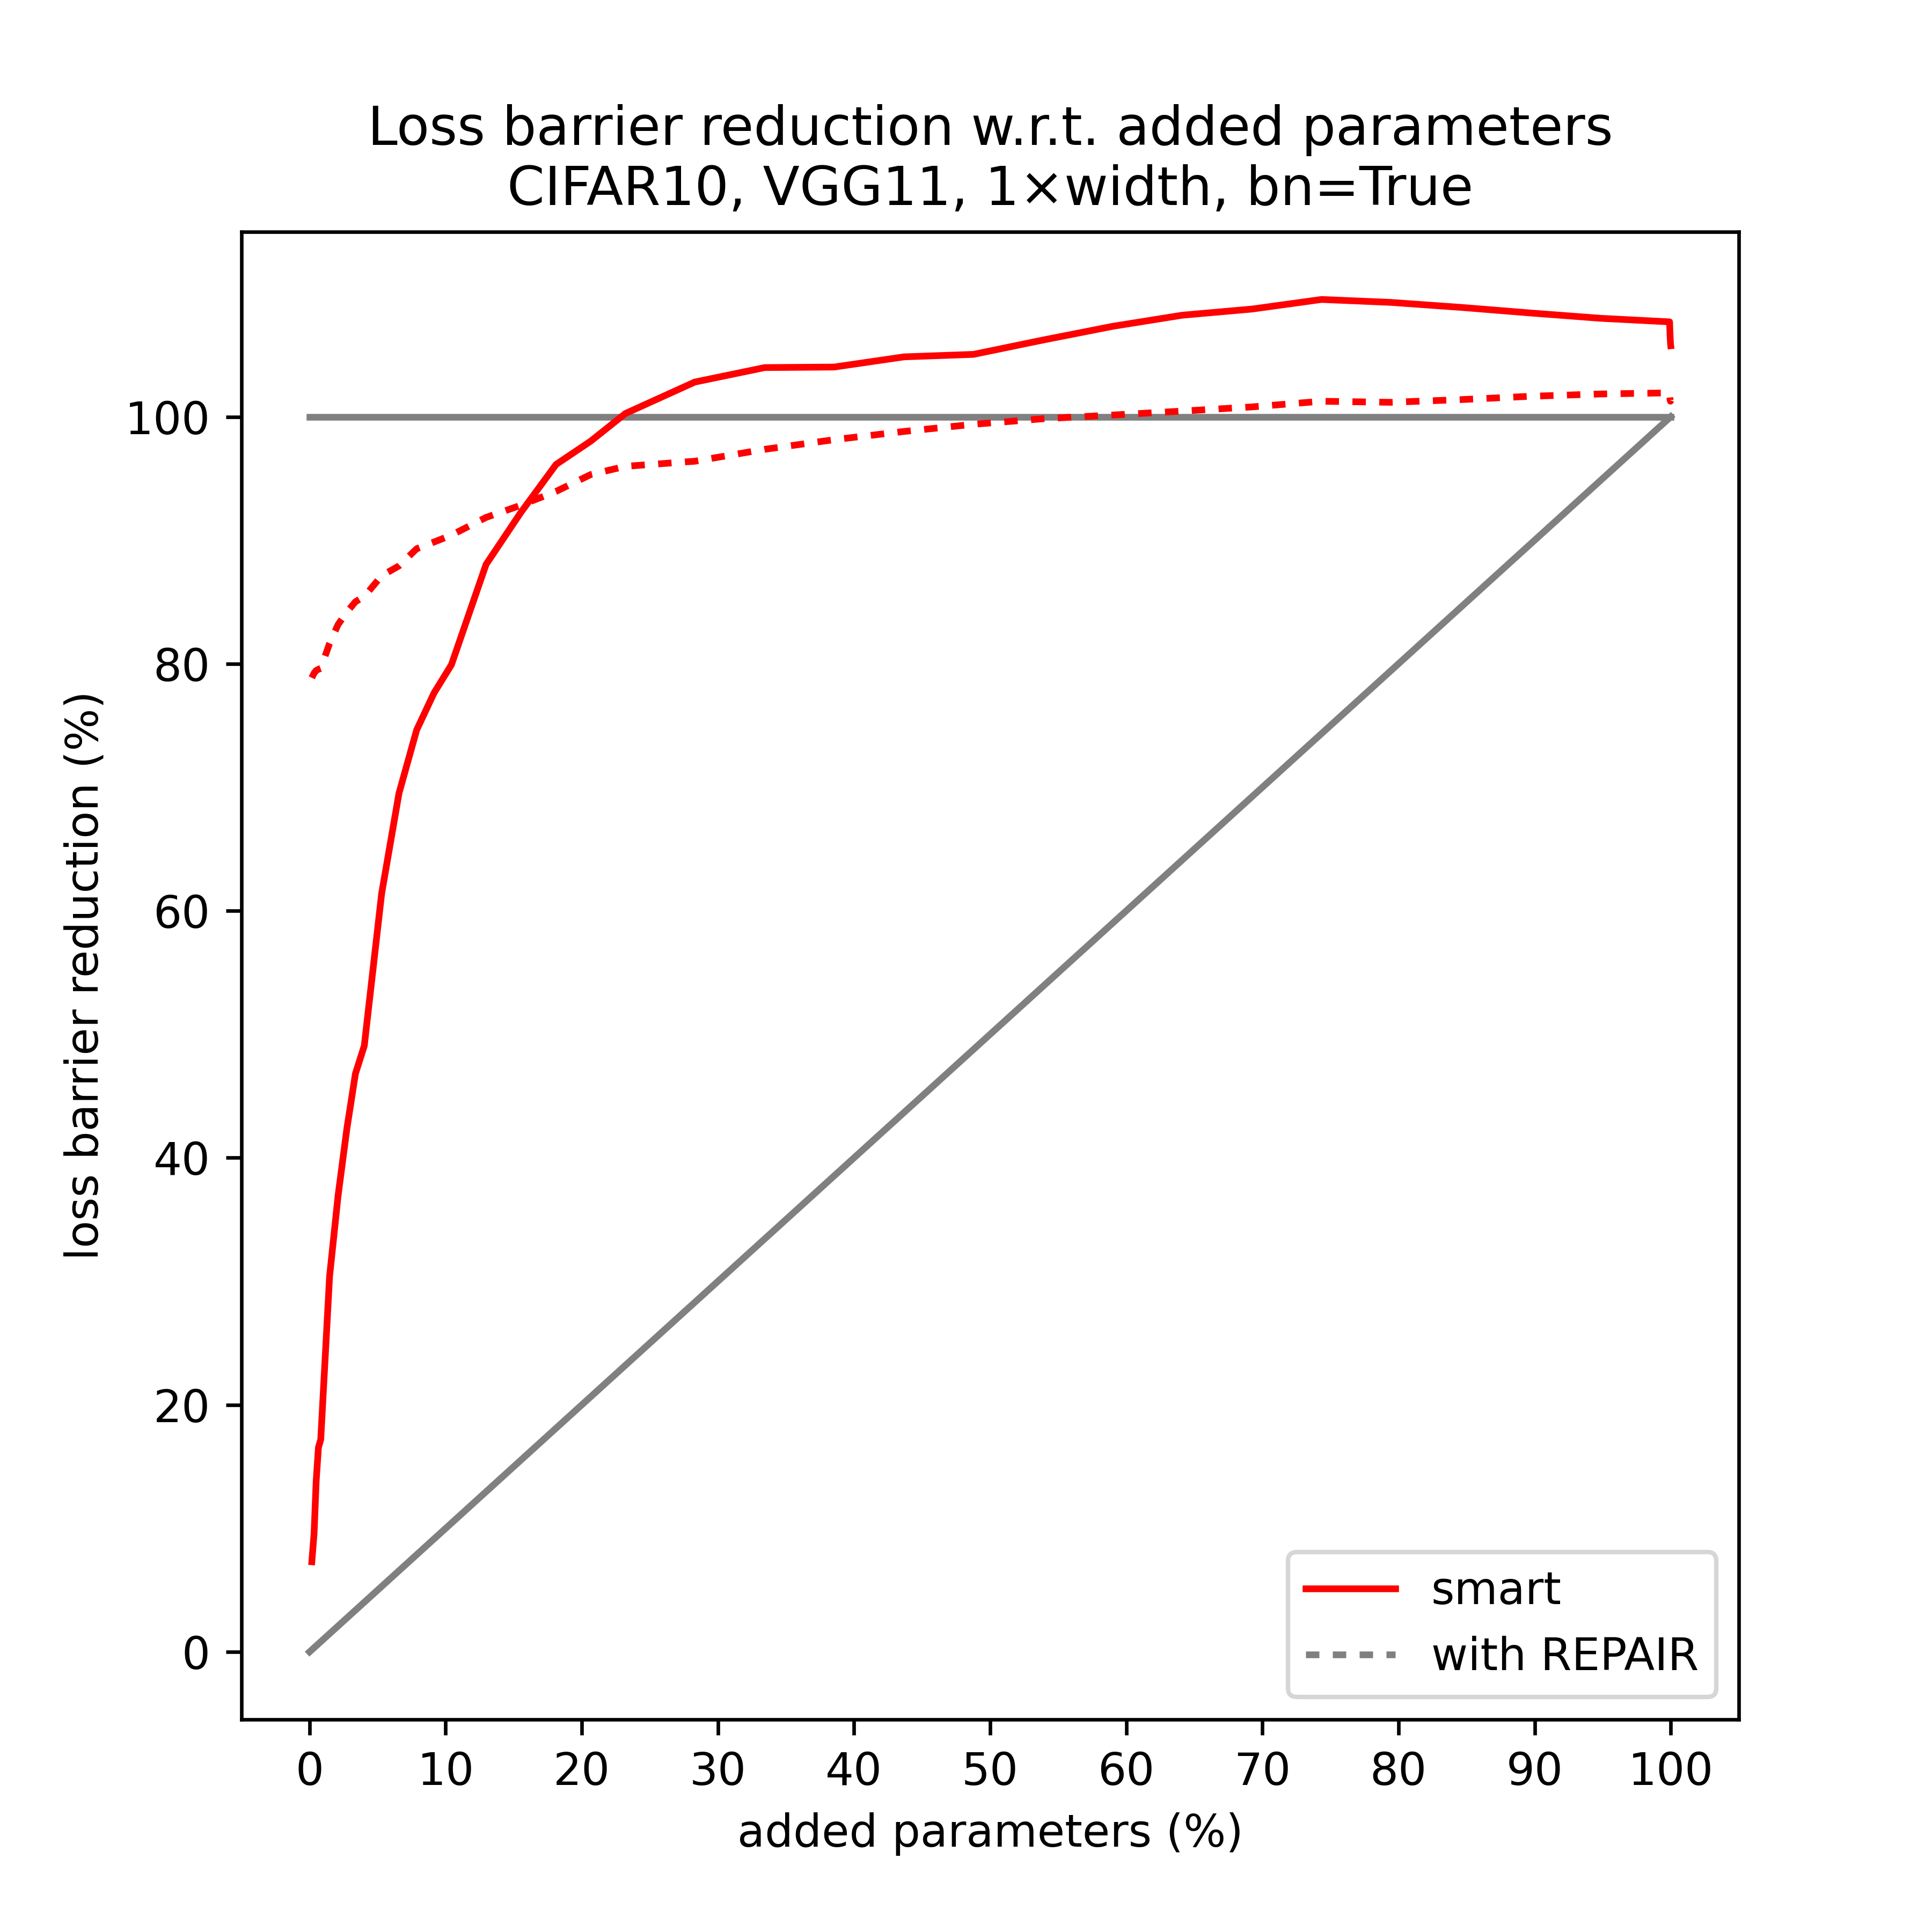 Loss barrier reduction w.r.t. added parameters
CIFAR10, VGG11, 1×width, bn=True
loss barrier reduction (%)
100
80
60
40
20
0
smart
with REPAIR
0 10 20 30 40 50 60 70 80 90 100
added parameters (%)